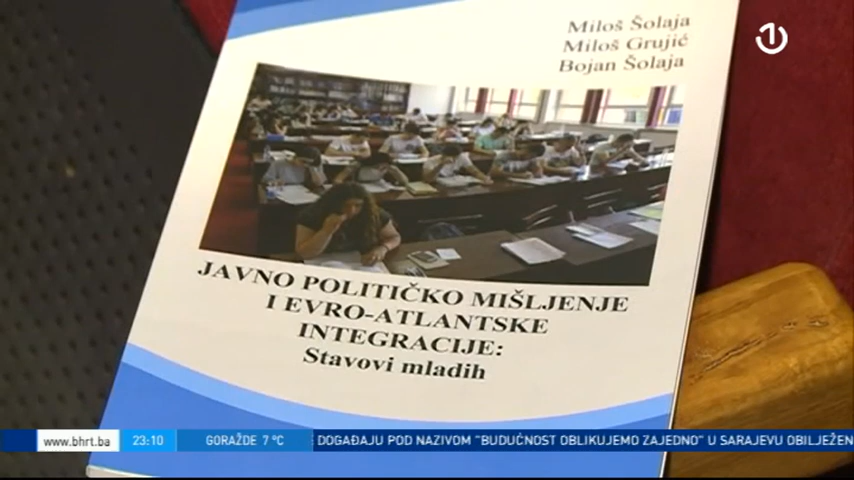 Miloš Šolaja
Miloš Grujić
Bojan Šolaja
JAVNO POLITIČKO MIŠLJENJE
I EVRO-ATLANTSKE
INTEGRACIJE:
Stavovi mladih
1
www.bhrt.ba 23:10 GORAŽDE 7 °C DOGAĐAJU POD NAZIVOM "BUDUĆNOST OBLIKUJEMO ZAJEDNO" U SARAJEVU OBILJEŽEN